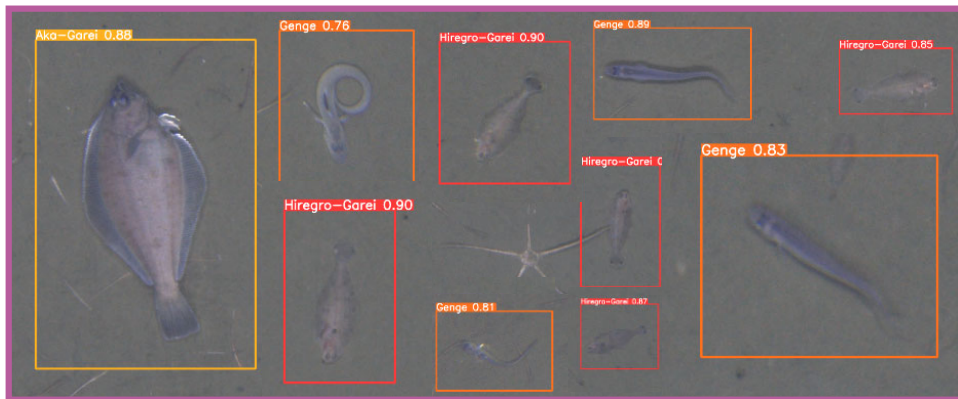 Aka-Garei 0.88
Genge 0.76
Hiregro-Garei 0.90
Genge 0.89
Hiregro-Garei 0.85
Hiregro-Garei 0.90
Hiregro-Garei 0
Genge 0.83
Genge 0.81
Hiregro-Garei 0.87